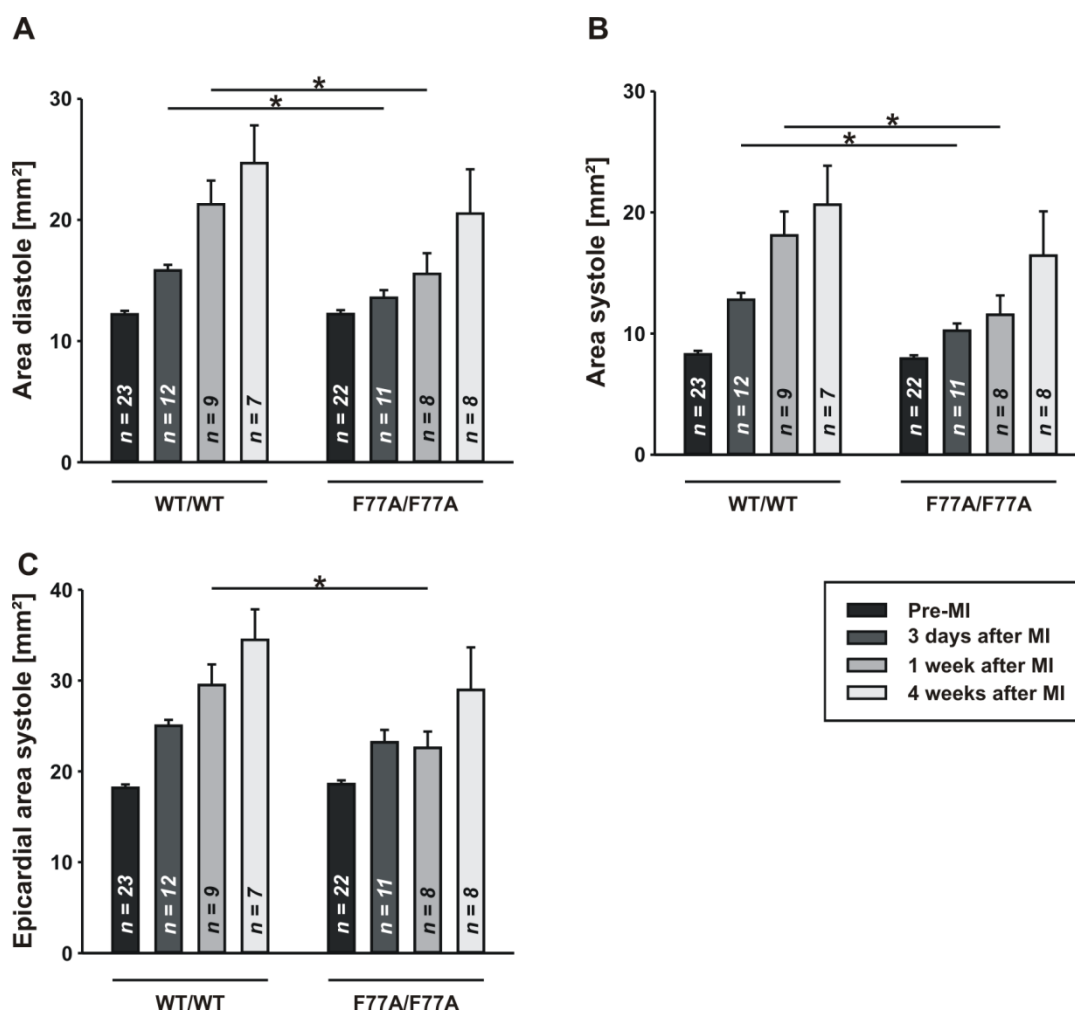 A
Area diastole [mm²]
30
20
10
0
*
*
n = 23
n = 12
n = 9
n = 7
n = 22
n = 11
n = 8
n = 8
WT/WT
F77A/F77A
B
Area systole [mm²]
30
20
10
0
*
*
n = 23
n = 12
n = 9
n = 7
n = 22
n = 11
n = 8
n = 8
WT/WT
F77A/F77A
C
Epicardial area systole [mm²]
40
30
20
10
0
*
n = 23
n = 12
n = 9
n = 7
n = 22
n = 11
n = 8
n = 8
WT/WT
F77A/F77A
Pre-MI
3 days after MI
1 week after MI
4 weeks after MI